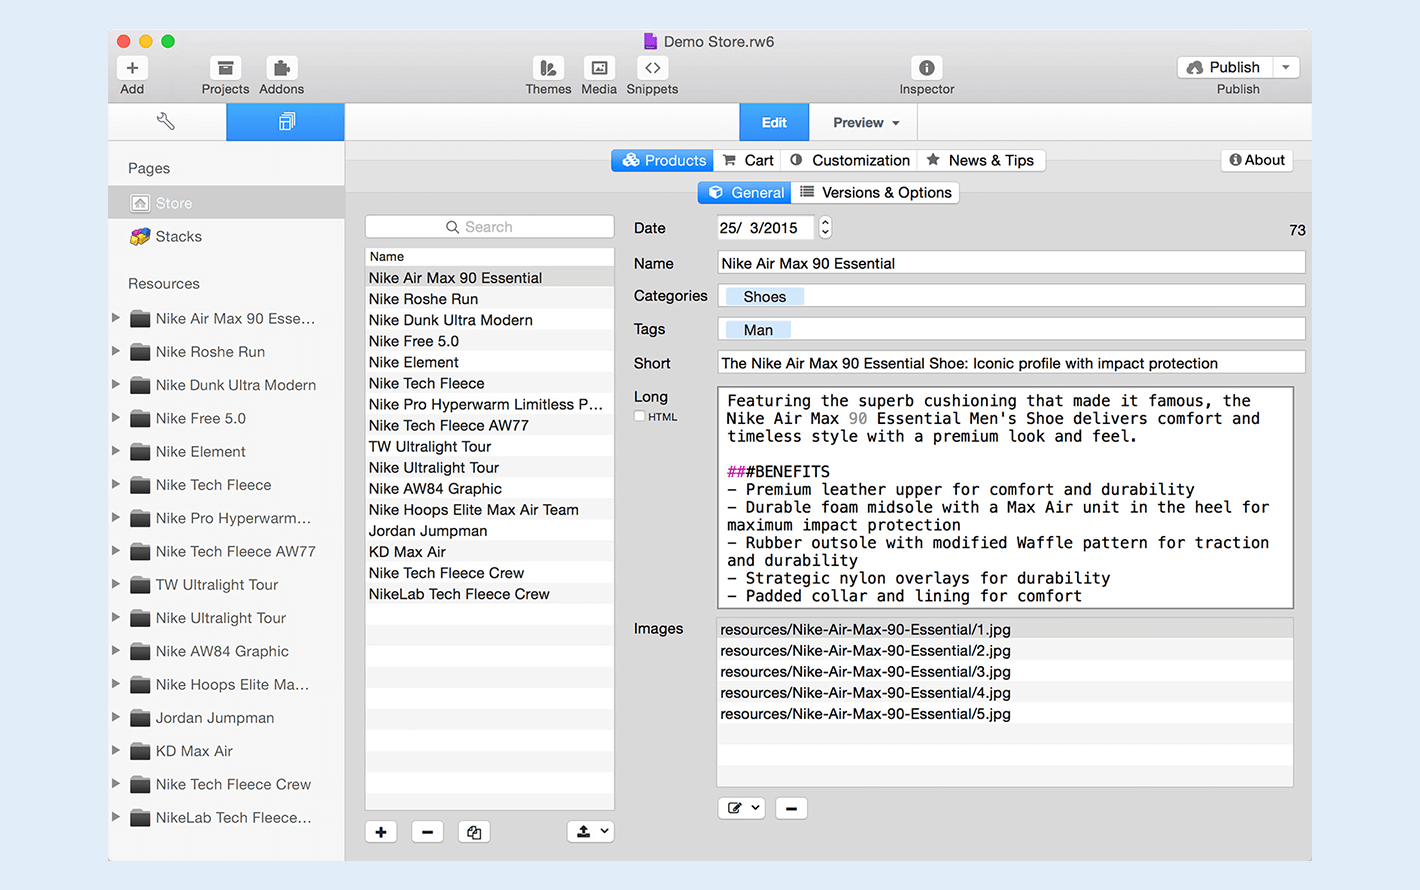 Demo Store.rw6
Add
Projects
Addons
Themes
Media
Snippets
Inspector
Publish
Publish
Edit
Preview
Products
Cart
Customization
News & Tips
About
General
Versions & Options
Pages
Store
Stacks
Resources
Nike Air Max 90 Esse...
Nike Roshe Run
Nike Dunk Ultra Modern
Nike Free 5.0
Nike Element
Nike Tech Fleece
Nike Pro Hyperwarm...
Nike Tech Fleece AW77
TW Ultralight Tour
Nike Ultralight Tour
Nike AW84 Graphic
Nike Hoops Elite Ma...
Jordan Jumpman
KD Max Air
Nike Tech Fleece Crew
NikeLab Tech Fleece...
Search
Name
Nike Air Max 90 Essential
Nike Roshe Run
Nike Dunk Ultra Modern
Nike Free 5.0
Nike Element
Nike Tech Fleece
Nike Pro Hyperwarm Limitless P...
Nike Tech Fleece AW77
TW Ultralight Tour
Nike Ultralight Tour
Nike AW84 Graphic
Nike Hoops Elite Max Air Team
Jordan Jumpman
KD Max Air
Nike Tech Fleece Crew
NikeLab Tech Fleece Crew
Date 25/ 3/2015 73
Name Nike Air Max 90 Essential
Categories Shoes
Tags Man
Short The Nike Air Max 90 Essential Shoe: Iconic profile with impact protection
Long
HTML
Featuring the superb cushioning that made it famous, the
Nike Air Max 90 Essential Men's Shoe delivers comfort and
timeless style with a premium look and feel.
###BENEFITS
– Premium leather upper for comfort and durability
– Durable foam midsole with a Max Air unit in the heel for
maximum impact protection
– Rubber outsole with modified Waffle pattern for traction
and durability
– Strategic nylon overlays for durability
– Padded collar and lining for comfort
Images
resources/Nike-Air-Max-90-Essential/1.jpg
resources/Nike-Air-Max-90-Essential/2.jpg
resources/Nike-Air-Max-90-Essential/3.jpg
resources/Nike-Air-Max-90-Essential/4.jpg
resources/Nike-Air-Max-90-Essential/5.jpg